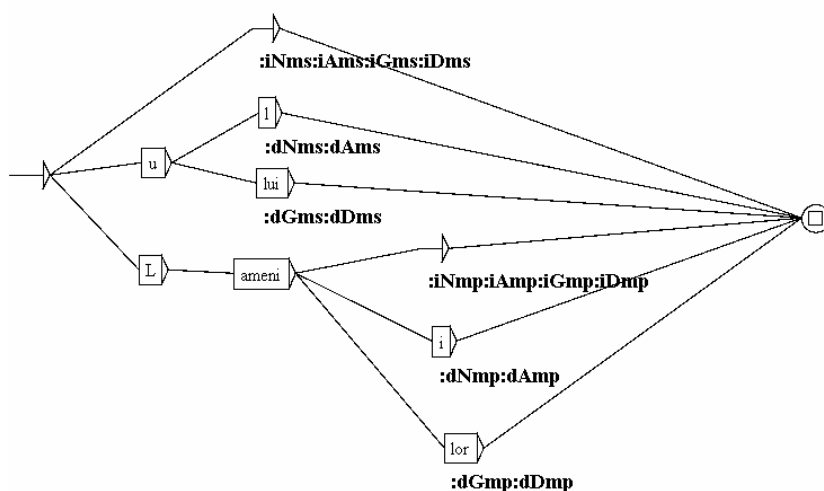 :iNms:iAms:iGms:iDms
l
:dNms:dAms
u
lui
:dGms:dDms
L
ameni
:iNmp:iAmp:iGmp:iDmp
i
:dNmp:dAmp
lor
:dGmp:dDmp